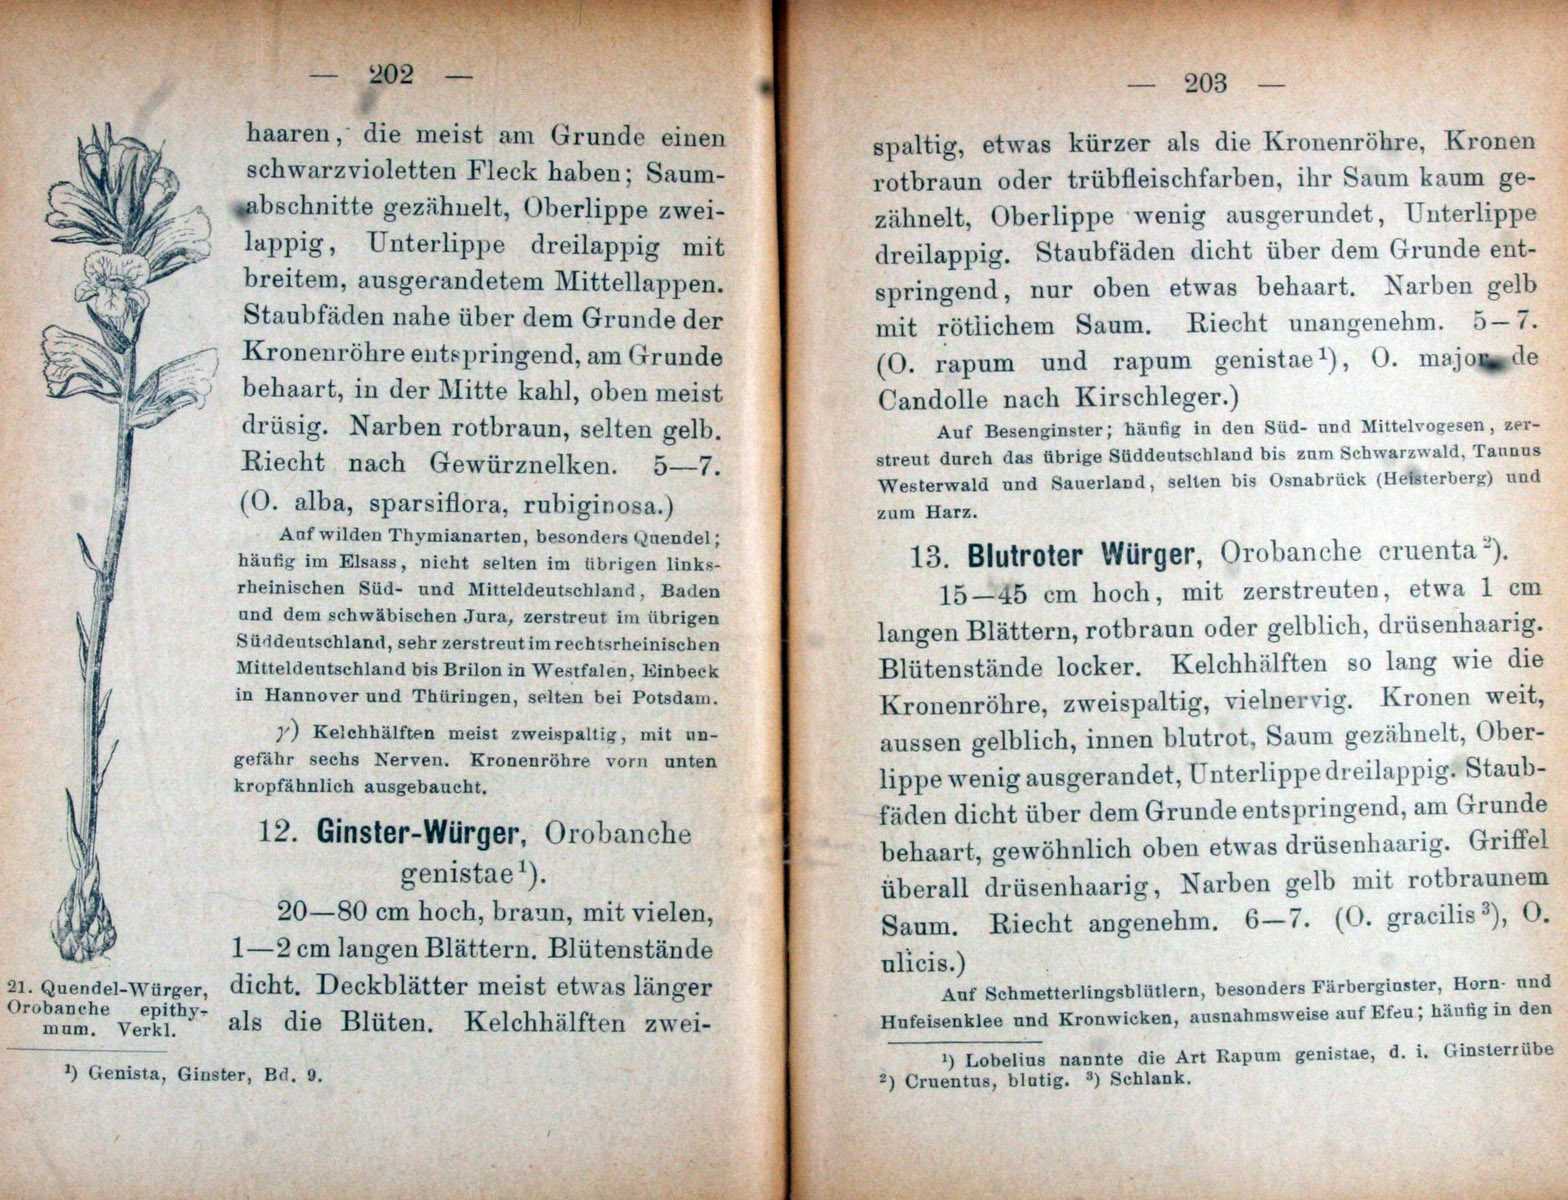 — 202 —
haaren, die meist am Grunde einen
schwarzvioletten Fleck haben; Saum-
abschnitte gezähnelt, Oberlippe zwei-
lappig, Unterlippe dreilappig mit
breitem, ausgerandetem Mittellappen.
Staubfäden nahe über dem Grunde der
Kronenröhre entspringend, am Grunde
behaart, in der Mitte kahl, oben meist
drüsig. Narben rotbraun, selten gelb.
Riecht nach Gewürznelken. 5—7.
(O. alba, sparsiflora, rubiginosa.)
Auf wilden Thymianarten, besonders Quendel;
häufig im Elsass, nicht selten im übrigen links-
rheinischen Süd- und Mitteldeutschland, Baden
und dem schwäbischen Jura, zerstreut im übrigen
Süddeutschland, sehr zerstreut im rechtsrheinischen
Mitteldeutschland bis Brilon in Westfalen, Einbeck
in Hannover und Thüringen, selten bei Potsdam.
γ) Kelchhälften meist zweispaltig, mit un-
gefähr sechs Nerven. Kronenröhre vorn unten
kropfähnlich ausgebaucht.
12. Ginster-Würger, Orobanche
genistae¹).
20—80 cm hoch, braun, mit vielen,
1—2 cm langen Blättern. Blütenstände
dicht. Deckblätter meist etwas länger
als die Blüten. Kelchhälften zwei-
21. Quendel-Würger,
Orobanche epithy-
mum. Verkl.
¹) Genista, Ginster, Bd. 9.
— 203 —
spaltig, etwas kürzer als die Kronenröhre, Kronen
rotbraun oder trübfleischfarben, ihr Saum kaum ge-
zähnelt, Oberlippe wenig ausgerundet, Unterlippe
dreilappig. Staubfäden dicht über dem Grunde ent-
springend, nur oben etwas behaart. Narben gelb
mit rötlichem Saum. Riecht unangenehm. 5—7.
(O. rapum und rapum genistae¹), O. major de
Candolle nach Kirschleger.)
Auf Besenginster; häufig in den Süd- und Mittelvogesen, zer-
streut durch das übrige Süddeutschland bis zum Schwarzwald, Taunus
Westerwald und Sauerland, selten bis Osnabrück (Heisterberg) und
zum Harz.
13. Blutroter Würger, Orobanche cruenta²).
15—45 cm hoch, mit zerstreuten, etwa 1 cm
langen Blättern, rotbraun oder gelblich, drüsenhaarig.
Blütenstände locker. Kelchhälften so lang wie die
Kronenröhre, zweispaltig, vielnervig. Kronen weit,
aussen gelblich, innen blutrot, Saum gezähnelt, Ober-
lippe wenig ausgerandet, Unterlippe dreilappig. Staub-
fäden dicht über dem Grunde entspringend, am Grunde
behaart, gewöhnlich oben etwas drüsenhaarig. Griffel
überall drüsenhaarig, Narben gelb mit rotbraunem
Saum. Riecht angenehm. 6—7. (O. gracilis³), O.
ulicis.)
Auf Schmetterlingsblütlern, besonders Färberginster, Horn- und
Hufeisenklee und Kronwicken, ausnahmsweise auf Efeu; häufig in den
¹) Lobelius nannte die Art Rapum genistae, d. i. Ginsterrübe
²) Cruentus, blutig. ³) Schlank.